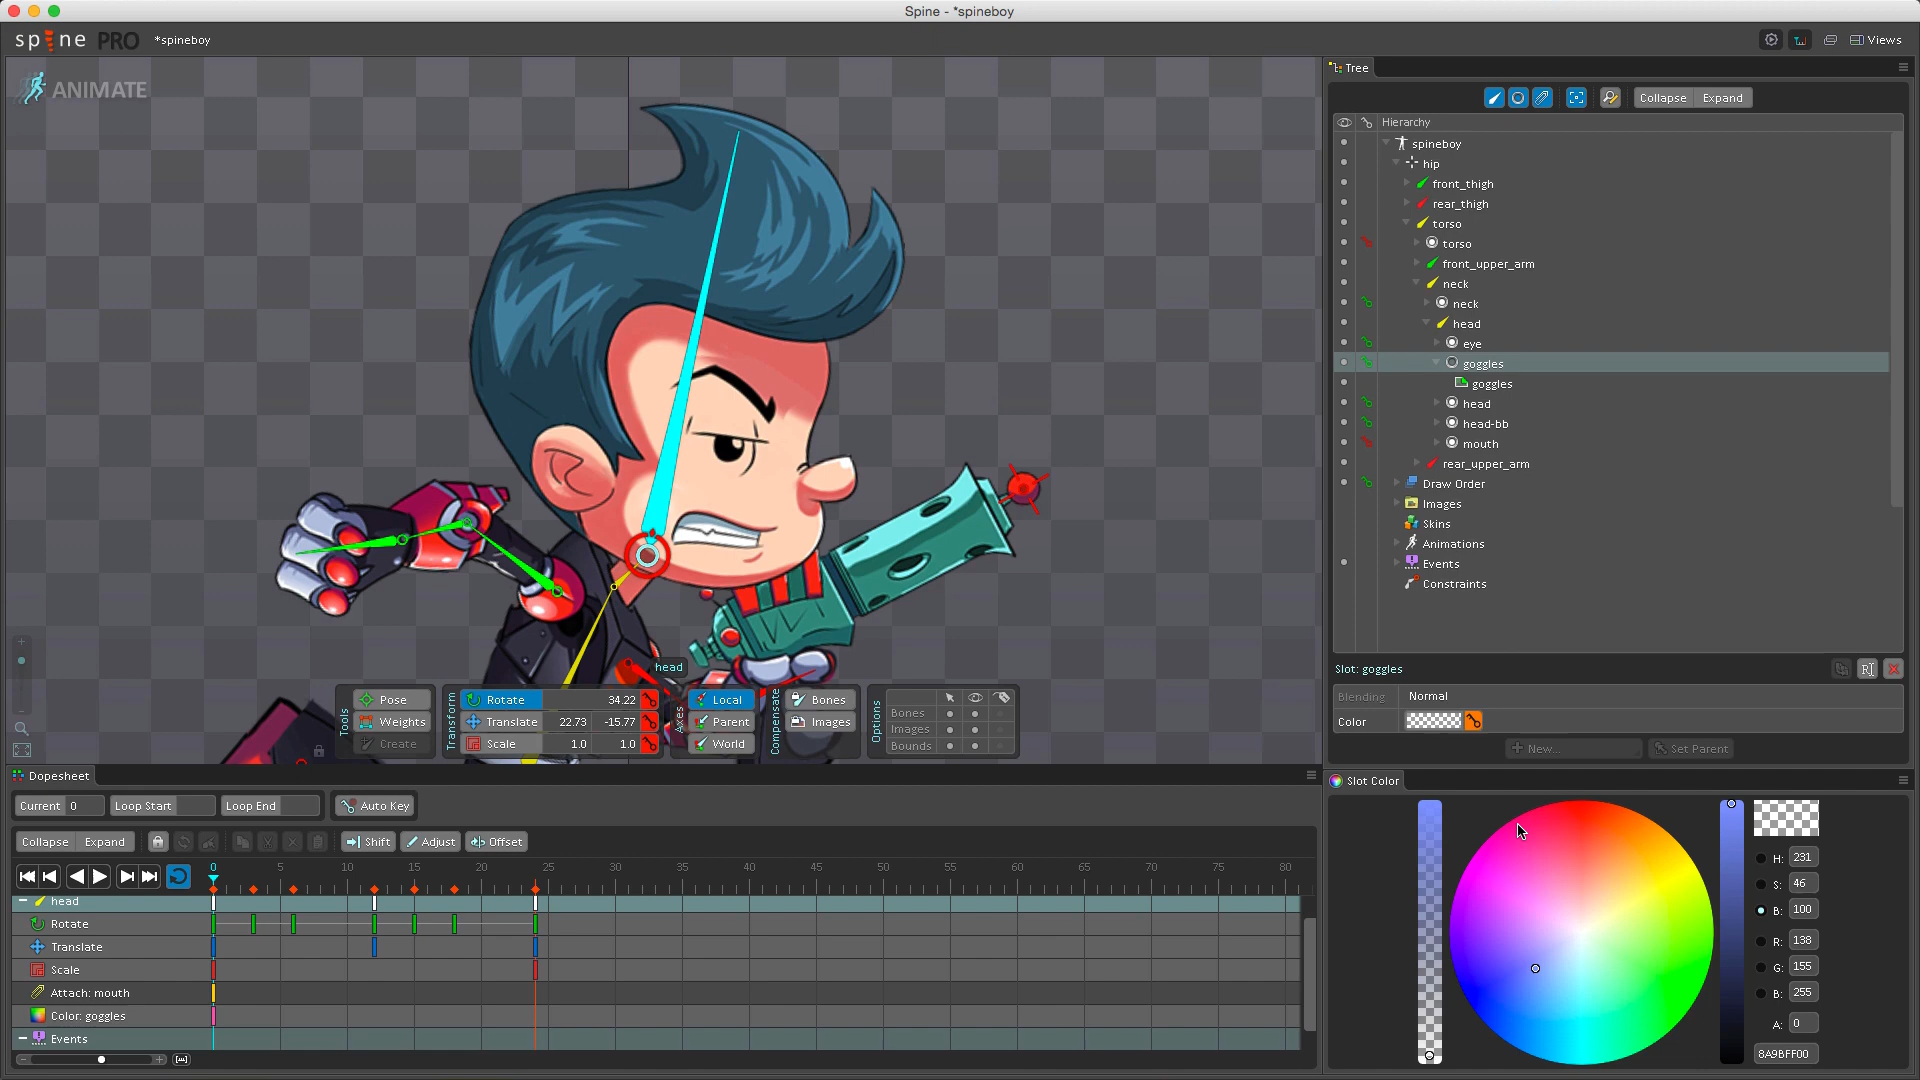 Spine - *spineboy
spine PRO *spineboy
Views
ANIMATE
Tree
Collapse Expand
Hierarchy
spineboy
hip
front_thigh
rear_thigh
torso
torso
front_upper_arm
neck
neck
head
eye
goggles
goggles
head
head-bb
mouth
rear_upper_arm
Draw Order
Images
Skins
Animations
Events
Constraints
Slot: goggles
Blending Normal
Color
New... Set Parent
head
Tools
Pose
Weights
Create
Transform
Rotate 34.22
Translate 22.73 -15.77
Scale 1.0 1.0
Axes
Local
Parent
World
Compensate
Bones
Images
Options
Bones
Images
Bounds
Dopesheet
Current 0 Loop Start Loop End Auto Key
Collapse Expand Shift Adjust Offset
0 5 10 15 20 25 30 35 40 45 50 55 60 65 70 75 80
head
Rotate
Translate
Scale
Attach: mouth
Color: goggles
Events
Slot Color
H: 231
S: 46
B: 100
R: 138
G: 155
B: 255
A: 0
8A9BFF00